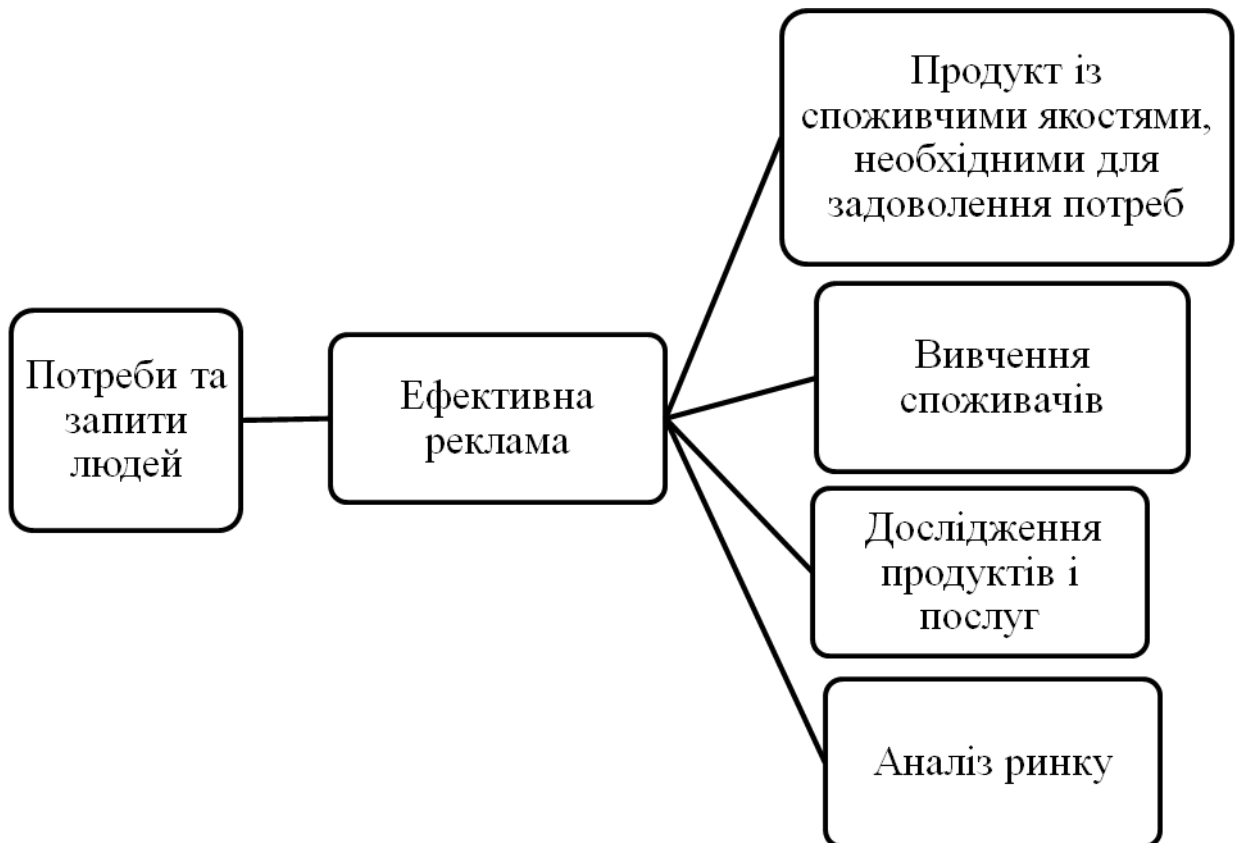 Потреби та
запити
людей
Ефективна
реклама
Продукт із
споживчими якостями,
необхідними для
задоволення потреб
Вивчення
споживачів
Дослідження
продуктів і
послуг
Аналіз ринку